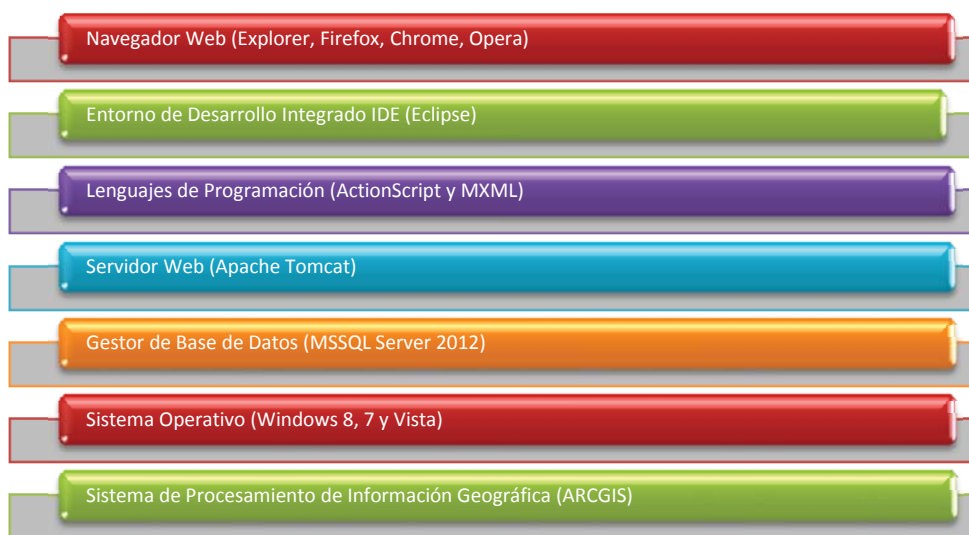 Navegador Web (Explorer, Firefox, Chrome, Opera)
Entorno de Desarrollo Integrado IDE (Eclipse)
Lenguajes de Programación (ActionScript y MXML)
Servidor Web (Apache Tomcat)
Gestor de Base de Datos (MSSQL Server 2012)
Sistema Operativo (Windows 8, 7 y Vista)
Sistema de Procesamiento de Información Geográfica (ARCGIS)